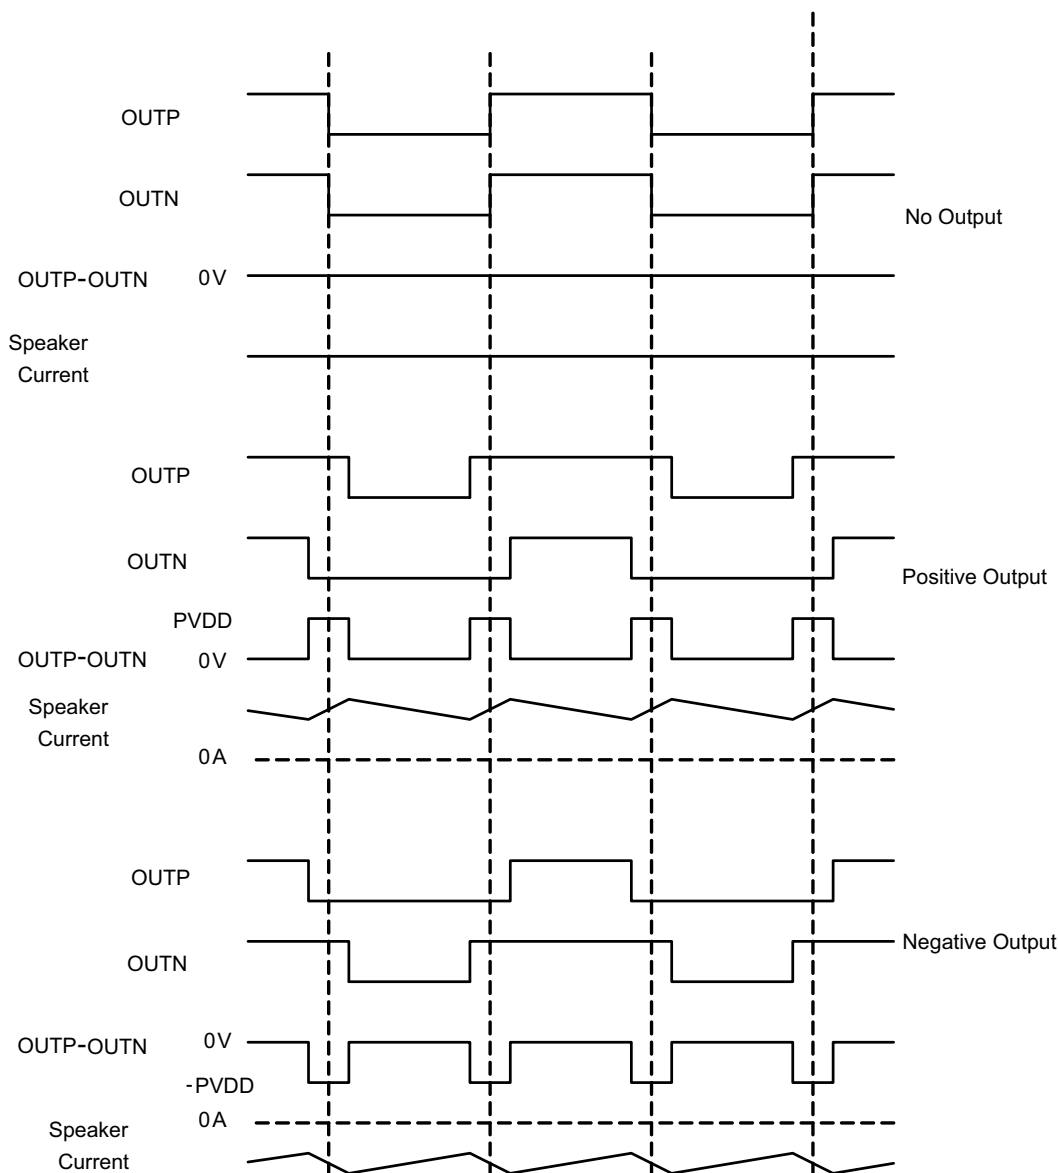 OUTP
OUTN
No Output
OUTP-OUTN 0V
Speaker
Current
OUTP
OUTN
Positive Output
PVDD
OUTP-OUTN 0V
Speaker
Current
0A
OUTP
OUTN
Negative Output
OUTP-OUTN 0V
-PVDD
0A
Speaker
Current